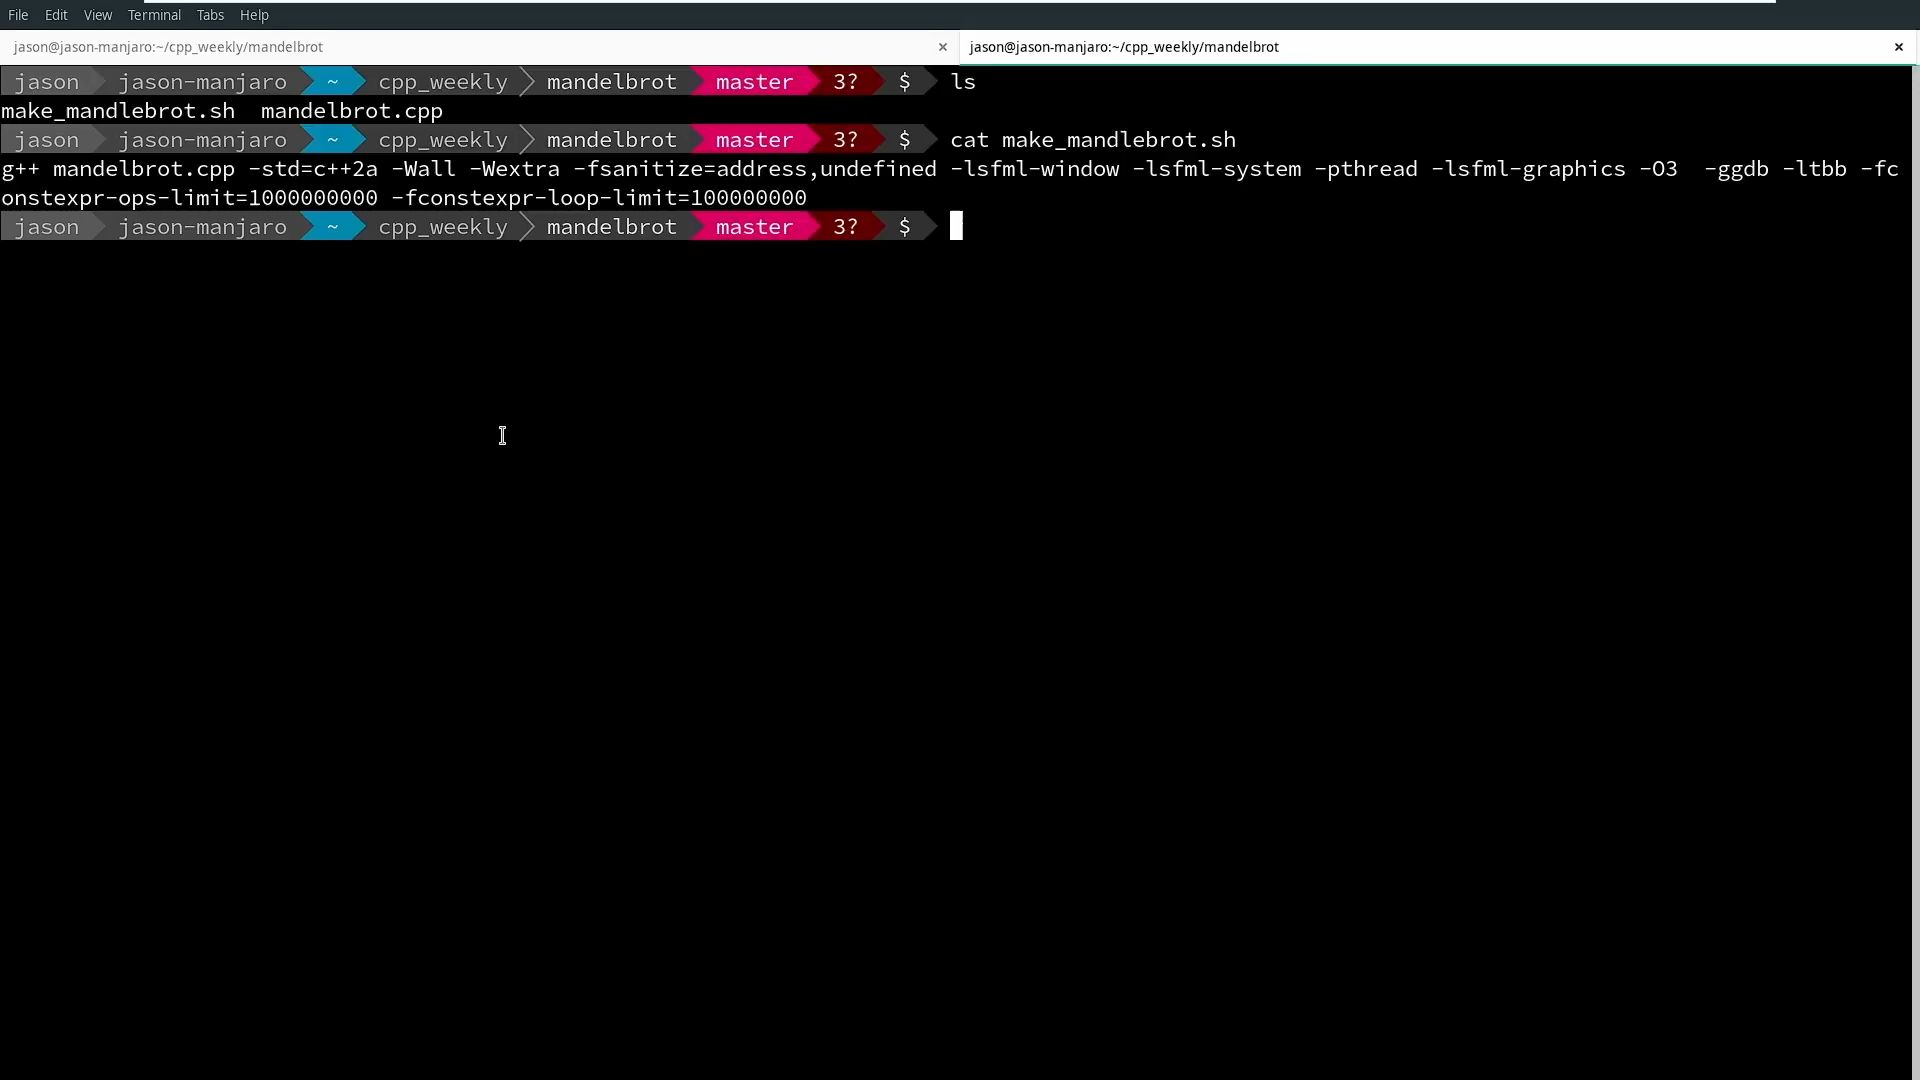 File Edit View Terminal Tabs Help
jason@jason-manjaro:~/cpp_weekly/mandelbrot × jason@jason-manjaro:~/cpp_weekly/mandelbrot ×
jason jason-manjaro ~ cpp_weekly mandelbrot master 3? $ ls
make_mandlebrot.sh mandelbrot.cpp
jason jason-manjaro ~ cpp_weekly mandelbrot master 3? $ cat make_mandlebrot.sh
g++ mandelbrot.cpp -std=c++2a -Wall -Wextra -fsanitize=address,undefined -lsfml-window -lsfml-system -pthread -lsfml-graphics -O3  -ggdb -ltbb -fc
onstexpr-ops-limit=1000000000 -fconstexpr-loop-limit=100000000
jason jason-manjaro ~ cpp_weekly mandelbrot master 3? $